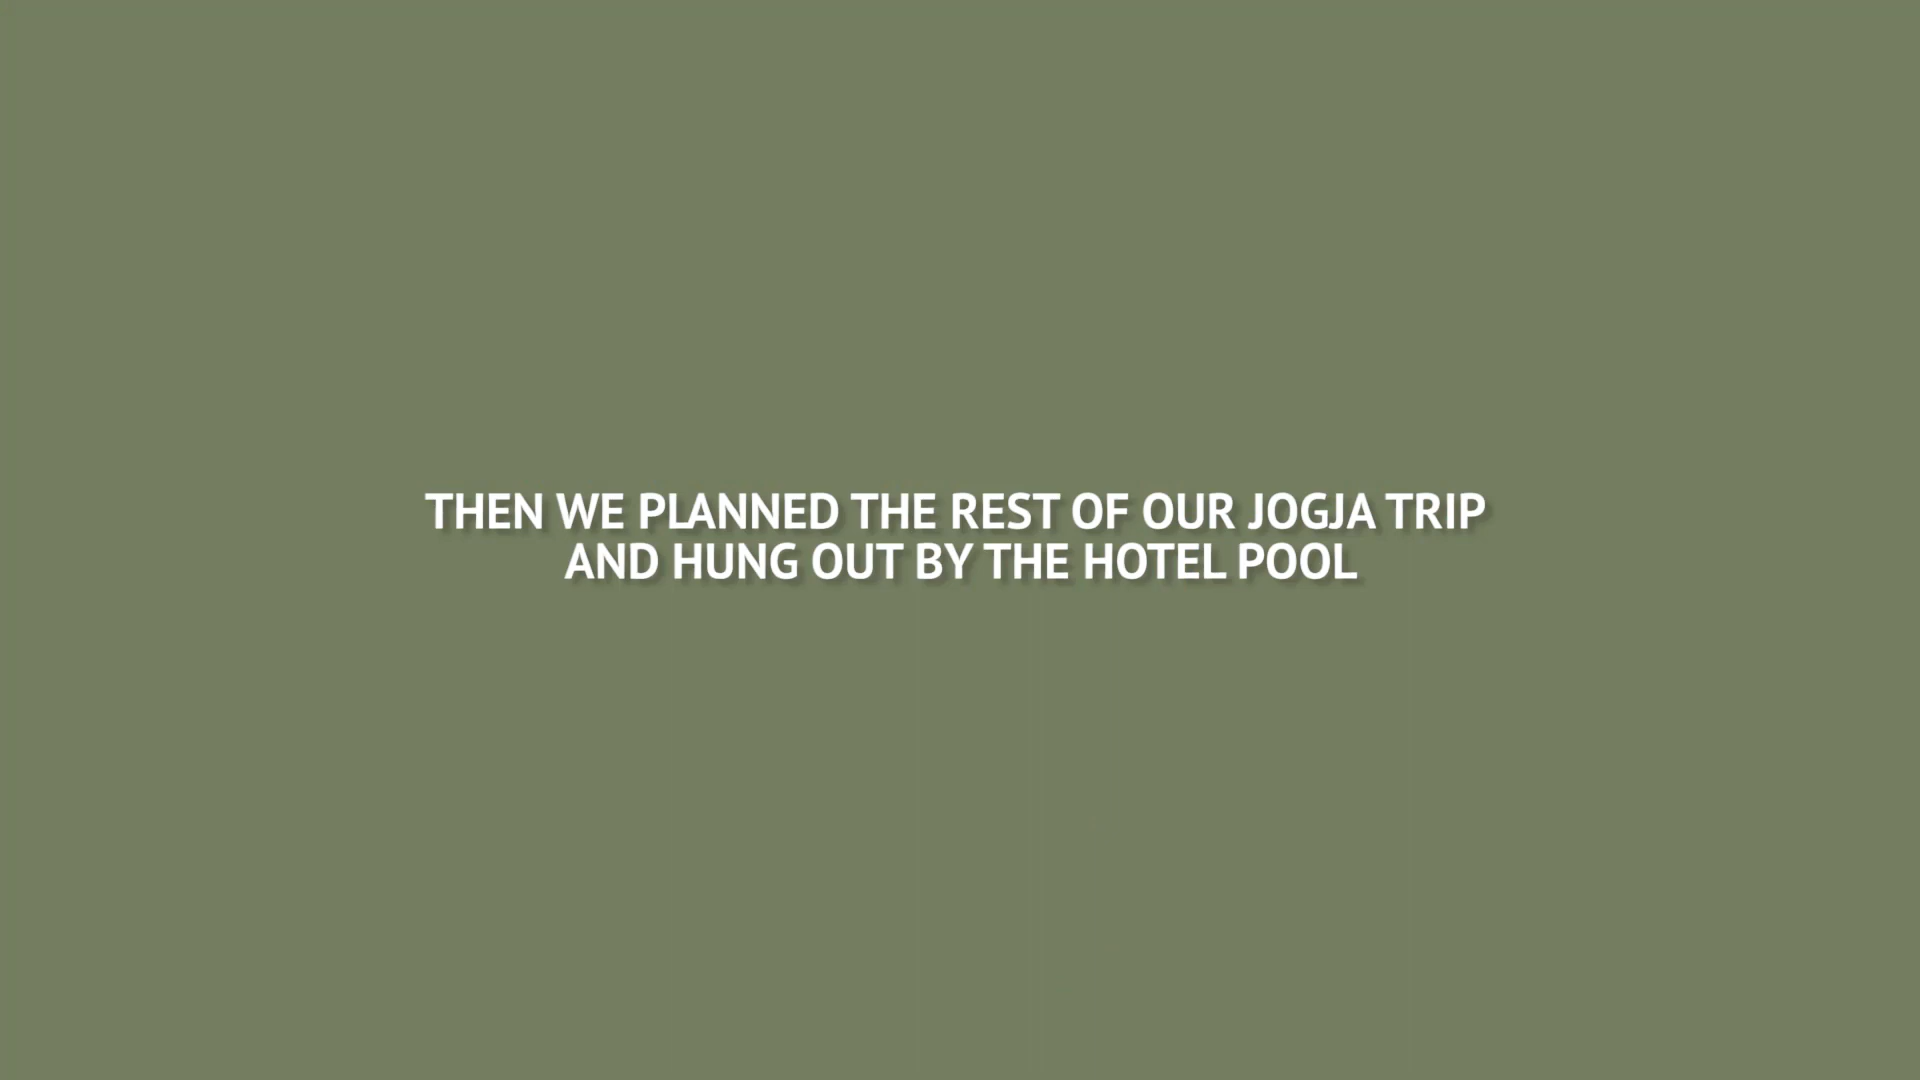 THEN WE PLANNED THE REST OF OUR JOGJA TRIP
AND HUNG OUT BY THE HOTEL POOL